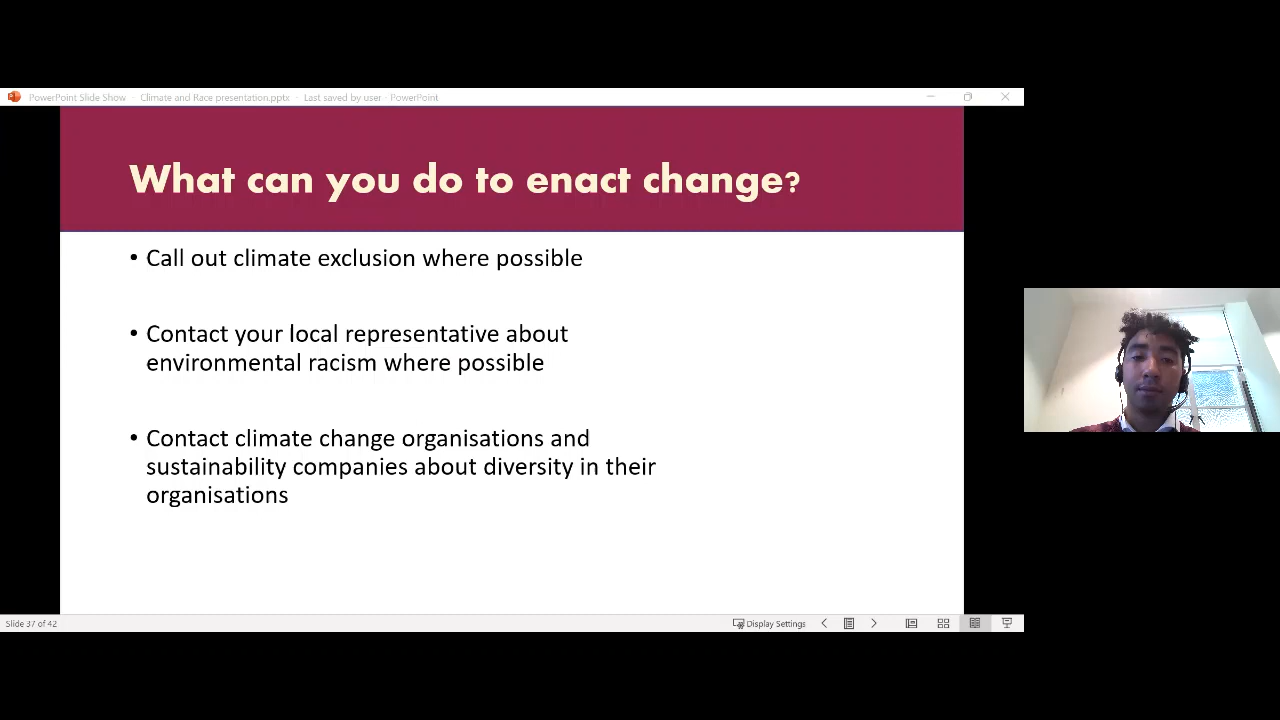 PowerPoint Slide Show - Climate and Race presentation.pptx - Last saved by user - PowerPoint
What can you do to enact change?
• Call out climate exclusion where possible
• Contact your local representative about
environmental racism where possible
• Contact climate change organisations and
sustainability companies about diversity in their
organisations
Slide 37 of 42
Display Settings